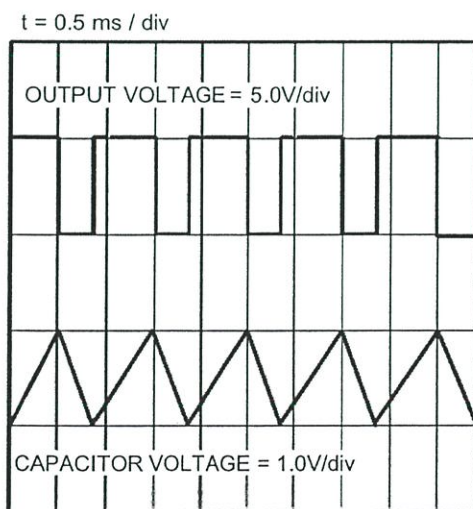 t = 0.5 ms / div
OUTPUT VOLTAGE = 5.0V/div
CAPACITOR VOLTAGE = 1.0V/div